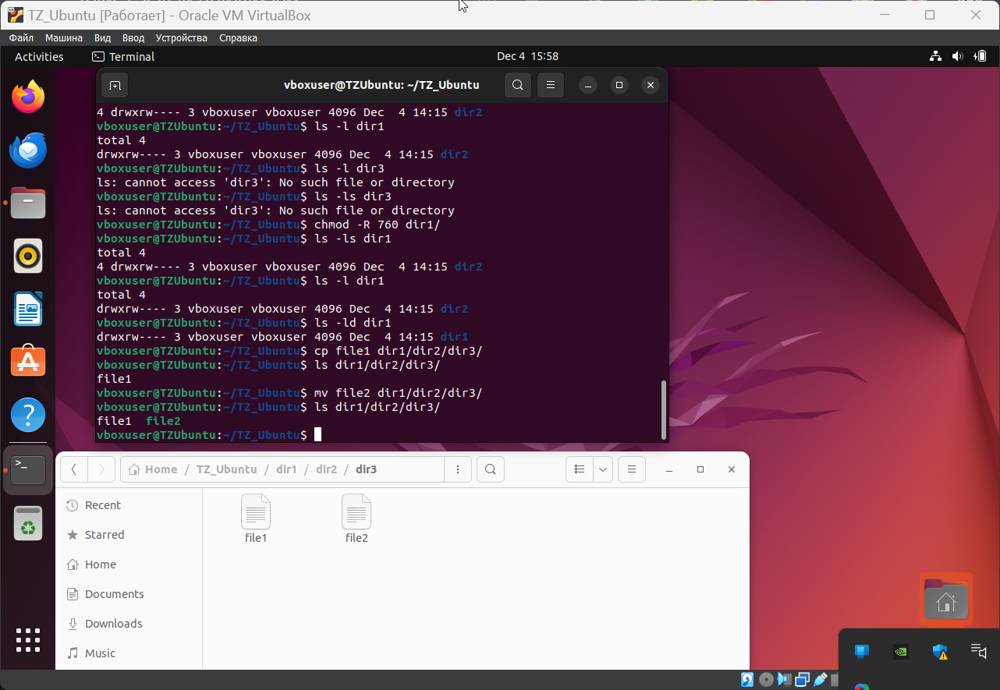 TZ_Ubuntu [Работает] - Oracle VM VirtualBox
Файл Машина Вид Ввод Устройства Справка
Activities Terminal Dec 4 15:58
vboxuser@TZUbuntu: ~/TZ_Ubuntu
4 drwxrw---- 3 vboxuser vboxuser 4096 Dec  4 14:15 dir2
vboxuser@TZUbuntu:~/TZ_Ubuntu$ ls -l dir1
total 4
drwxrw---- 3 vboxuser vboxuser 4096 Dec  4 14:15 dir2
vboxuser@TZUbuntu:~/TZ_Ubuntu$ ls -l dir3
ls: cannot access 'dir3': No such file or directory
vboxuser@TZUbuntu:~/TZ_Ubuntu$ ls -ls dir3
ls: cannot access 'dir3': No such file or directory
vboxuser@TZUbuntu:~/TZ_Ubuntu$ chmod -R 760 dir1/
vboxuser@TZUbuntu:~/TZ_Ubuntu$ ls -ls dir1
total 4
4 drwxrw---- 3 vboxuser vboxuser 4096 Dec  4 14:15 dir2
vboxuser@TZUbuntu:~/TZ_Ubuntu$ ls -l dir1
total 4
drwxrw---- 3 vboxuser vboxuser 4096 Dec  4 14:15 dir2
vboxuser@TZUbuntu:~/TZ_Ubuntu$ ls -ld dir1
drwxrw---- 3 vboxuser vboxuser 4096 Dec  4 14:15 dir1
vboxuser@TZUbuntu:~/TZ_Ubuntu$ cp file1 dir1/dir2/dir3/
vboxuser@TZUbuntu:~/TZ_Ubuntu$ ls dir1/dir2/dir3/
file1
vboxuser@TZUbuntu:~/TZ_Ubuntu$ mv file2 dir1/dir2/dir3/
vboxuser@TZUbuntu:~/TZ_Ubuntu$ ls dir1/dir2/dir3/
file1  file2
vboxuser@TZUbuntu:~/TZ_Ubuntu$
Home / TZ_Ubuntu / dir1 / dir2 / dir3
Recent
Starred
Home
Documents
Downloads
Music
file1 file2